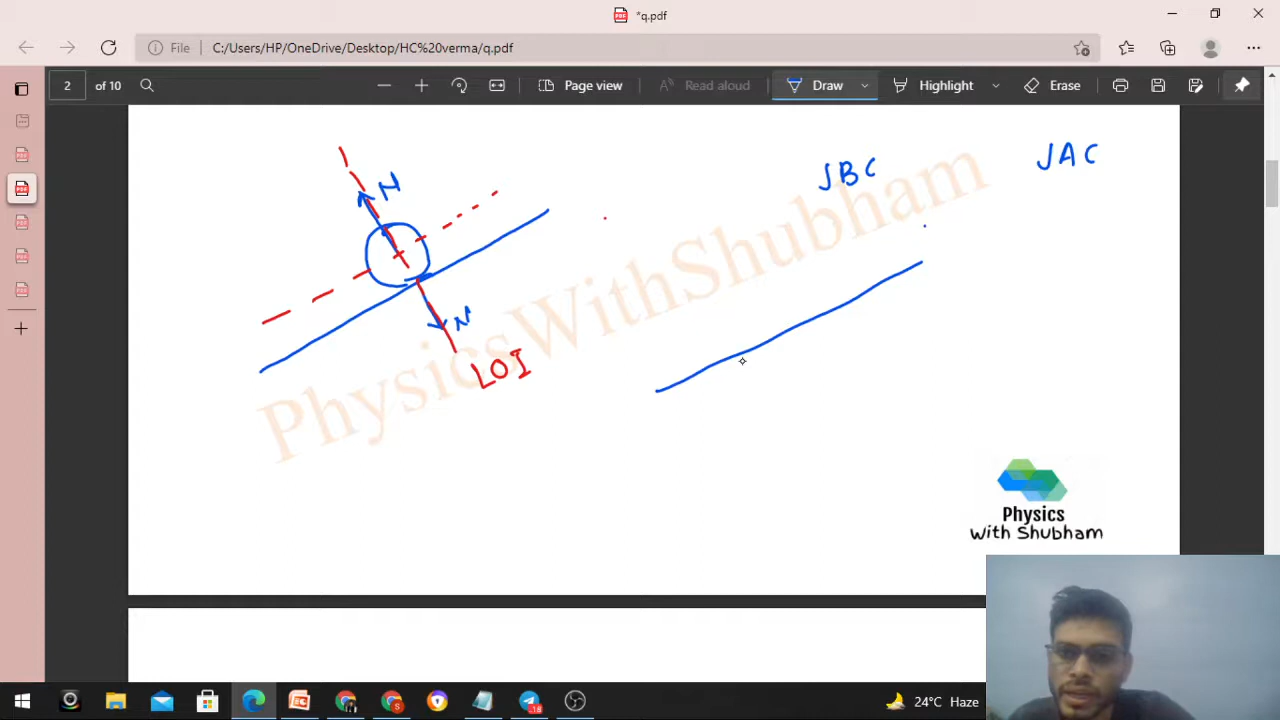 *q.pdf
File
C:/Users/HP/OneDrive/Desktop/HC%20verma/q.pdf
2 of 10
Page view
Read aloud
Draw
Highlight
Erase
N
N
LOI
JBC
JAC
PhysicsWithShubham
Physics
With Shubham
18
24°C Haze